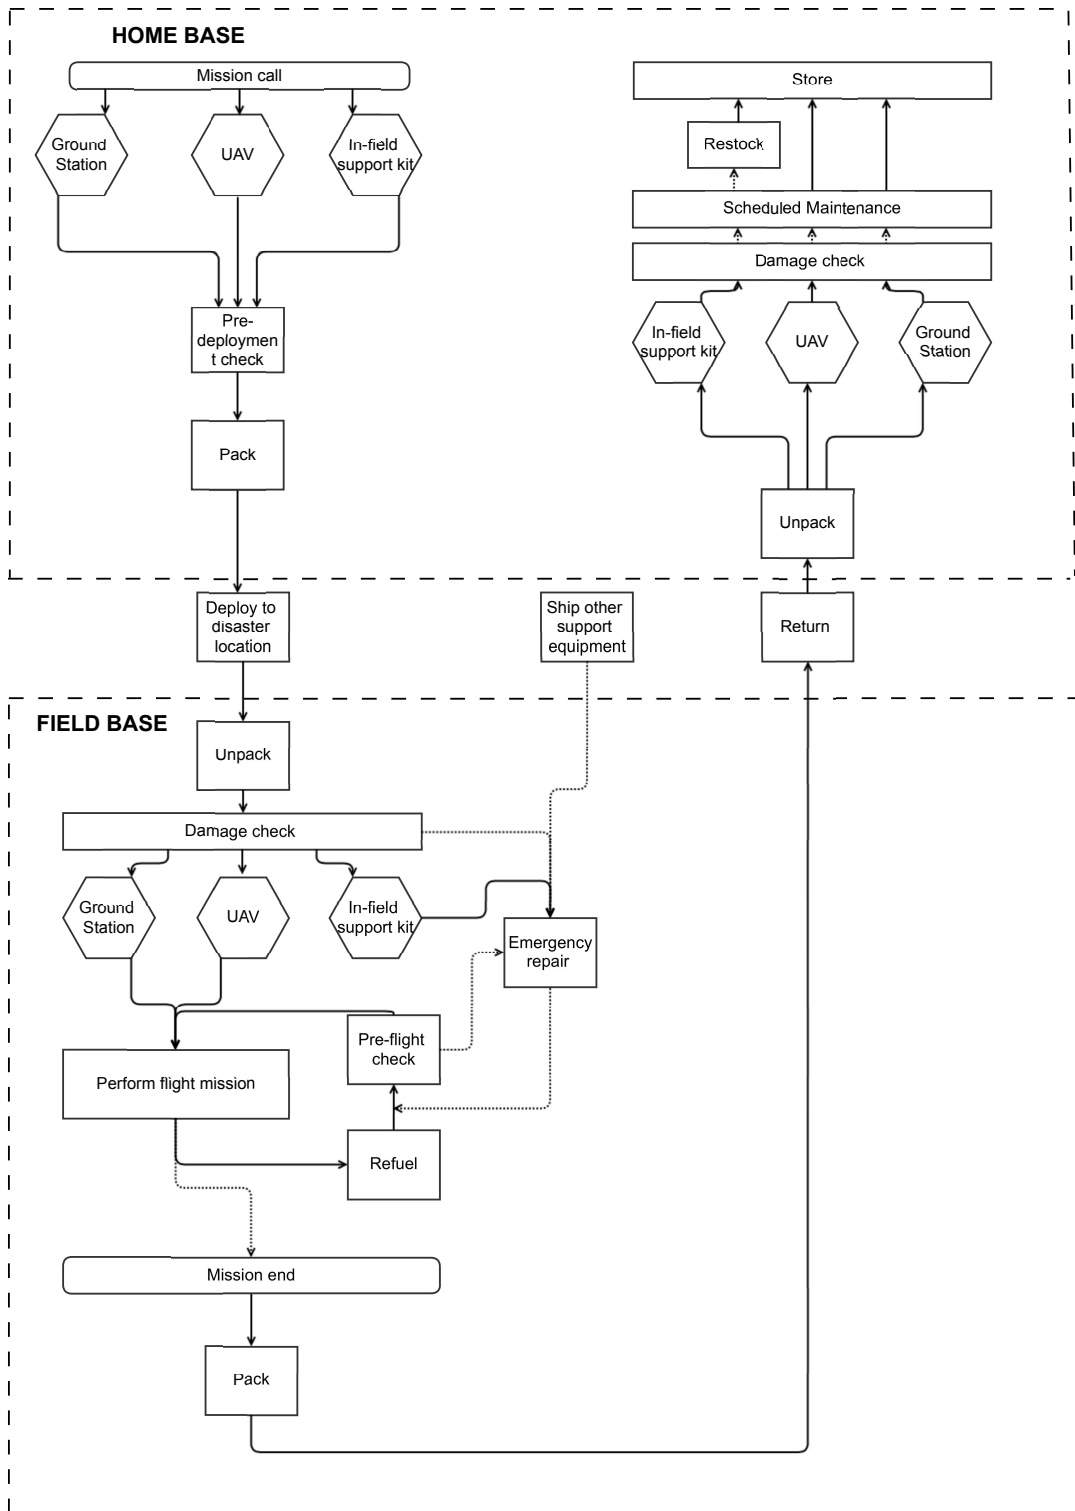 HOME BASE
Mission call
Ground
Station
UAV
In-field
support kit
Pre-
deploymen
t check
Pack
Store
Restock
Scheduled Maintenance
Damage check
In-field
support kit
UAV
Ground
Station
Unpack
Deploy to
disaster
location
Ship other
support
equipment
Return
FIELD BASE
Unpack
Damage check
Ground
Station
UAV
In-field
support kit
Emergency
repair
Pre-flight
check
Perform flight mission
Refuel
Mission end
Pack